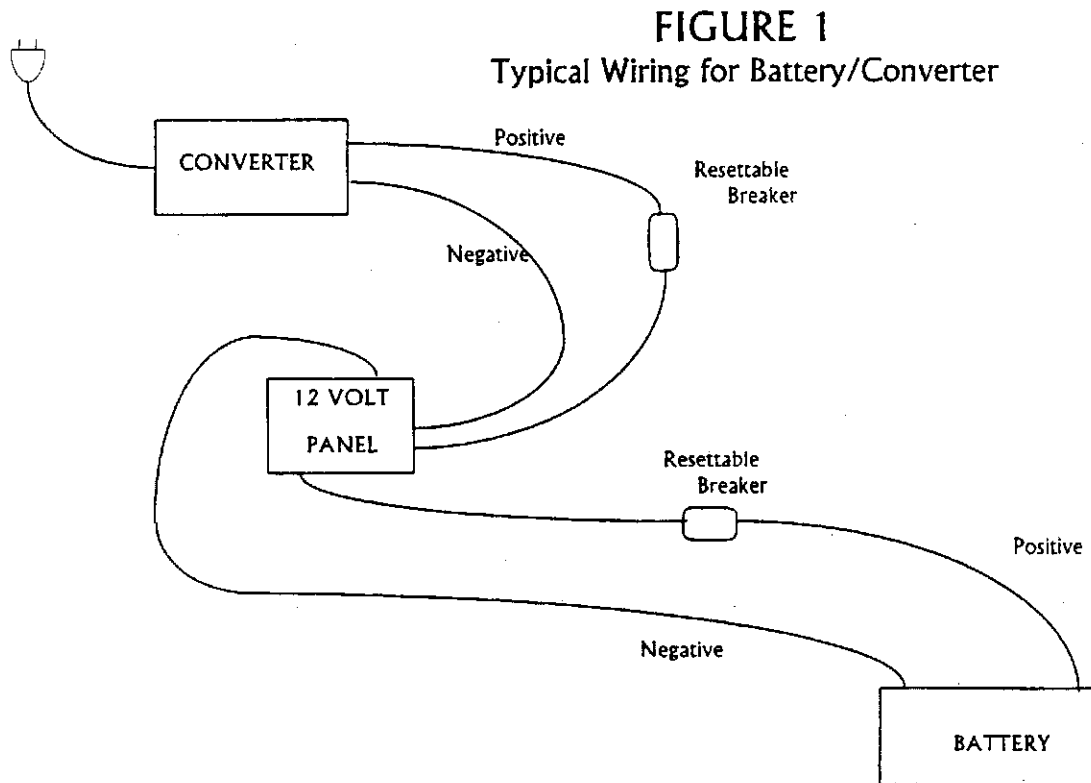 FIGURE 1
Typical Wiring for Battery/Converter
CONVERTER
Positive
Resettable
Breaker
Negative
12 VOLT
PANEL
Resettable
Breaker
Positive
Negative
BATTERY